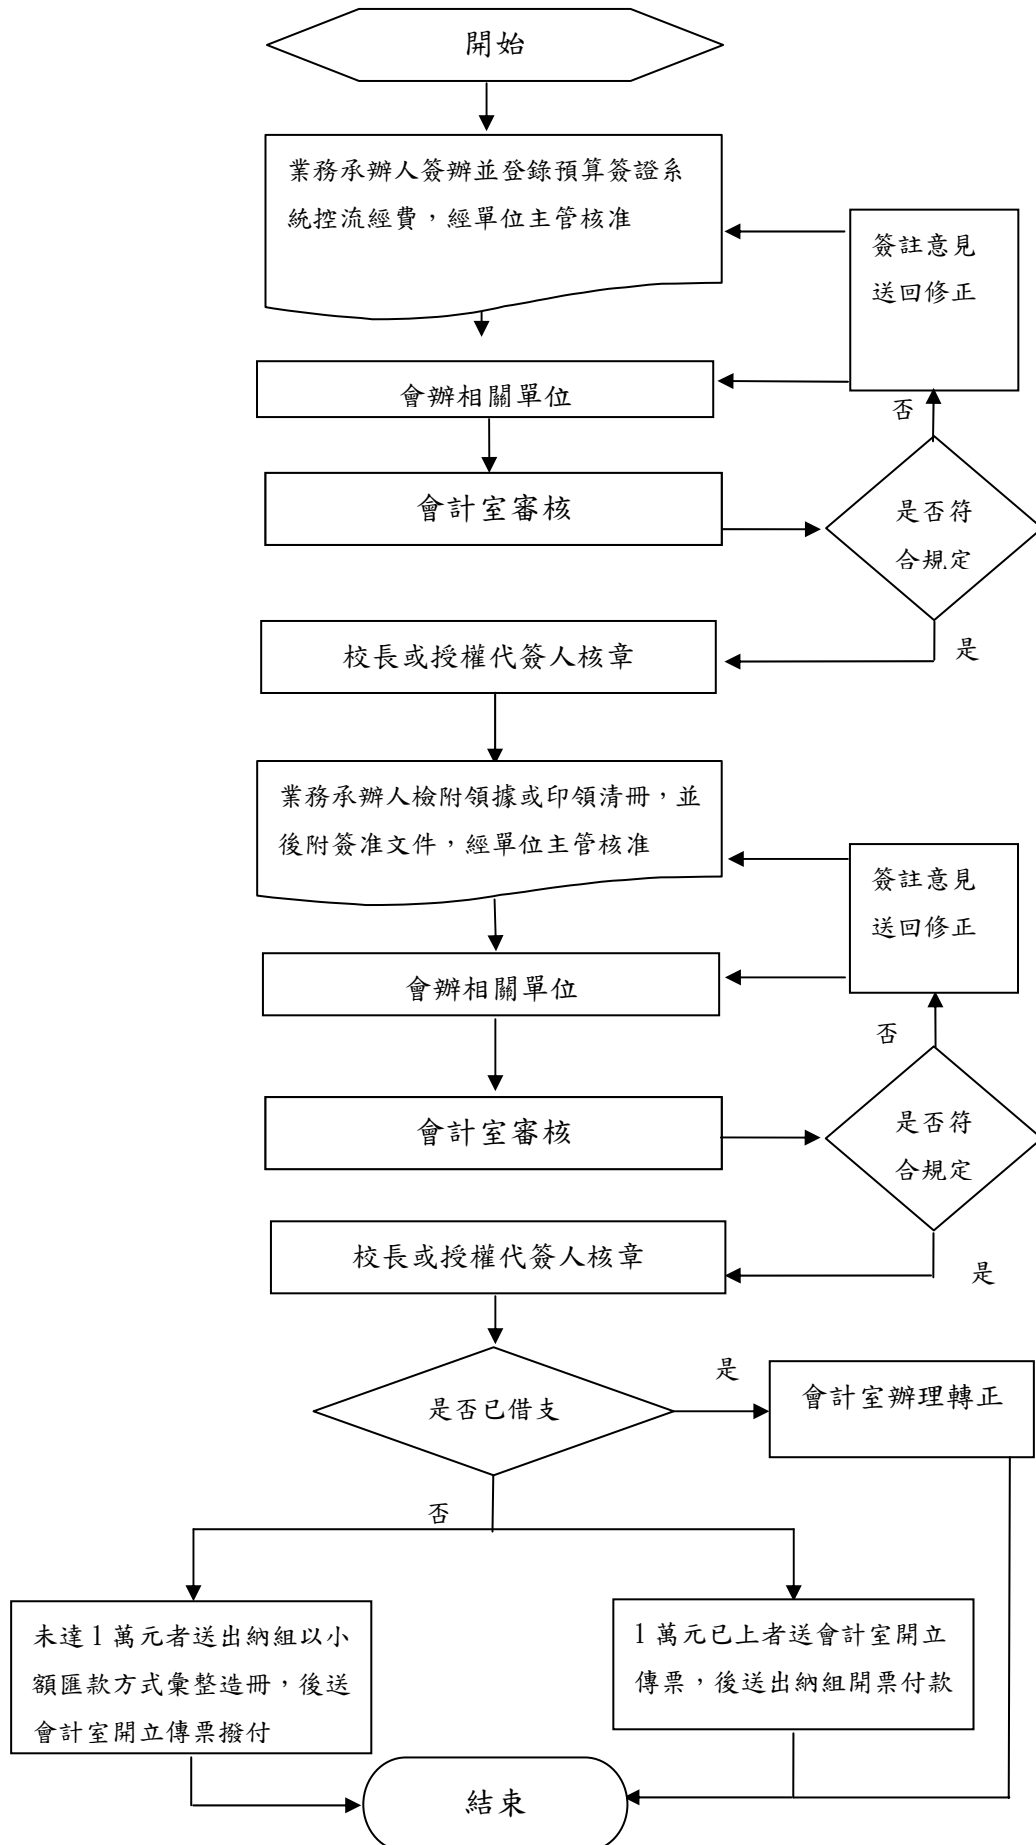 開始
業務承辦人簽辦並登錄預算簽證系
統控流經費，經單位主管核准
簽註意見
送回修正
會辦相關單位
否
會計室審核
是否符
合規定
校長或授權代簽人核章
是
業務承辦人檢附領據或印領清冊，並
後附簽准文件，經單位主管核准
簽註意見
送回修正
會辦相關單位
否
會計室審核
是否符
合規定
校長或授權代簽人核章
是
是否已借支
是
會計室辦理轉正
否
未達1萬元者送出納組以小
額匯款方式彙整造冊，後送
會計室開立傳票撥付
1萬元已上者送會計室開立
傳票，後送出納組開票付款
結束